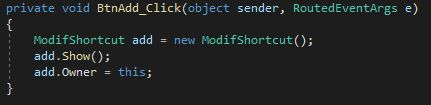 private void BtnAdd_Click(object sender, RoutedEventArgs e)
{
    ModifShortcut add = new ModifShortcut();
    add.Show();
    add.Owner = this;
}